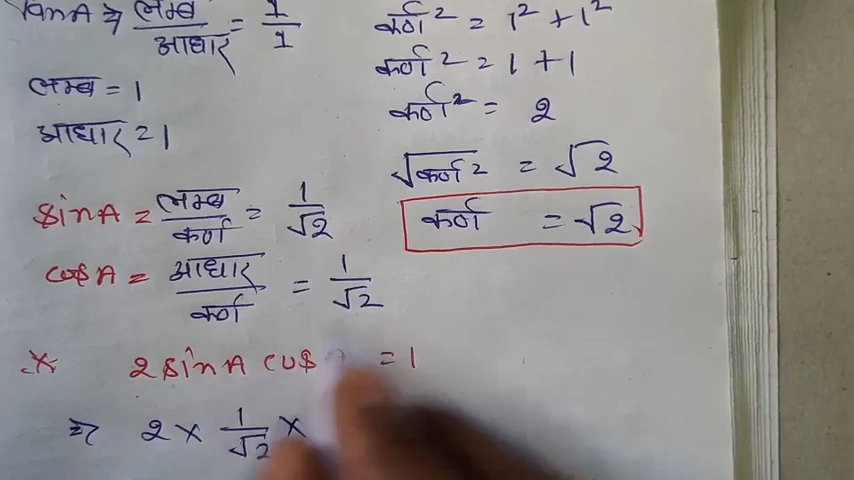 tanA ⇒ लम्ब/आधार = 1/1
लम्ब = 1
आधार = 1
sinA = लम्ब/कर्ण = 1/√2
cosA = आधार/कर्ण = 1/√2
कर्ण² = 1² + 1²
कर्ण² = 1 + 1
कर्ण² = 2
√कर्ण² = √2
कर्ण = √2
* 2 sinA cos = 1
⇒ 2 × 1/√2 ×